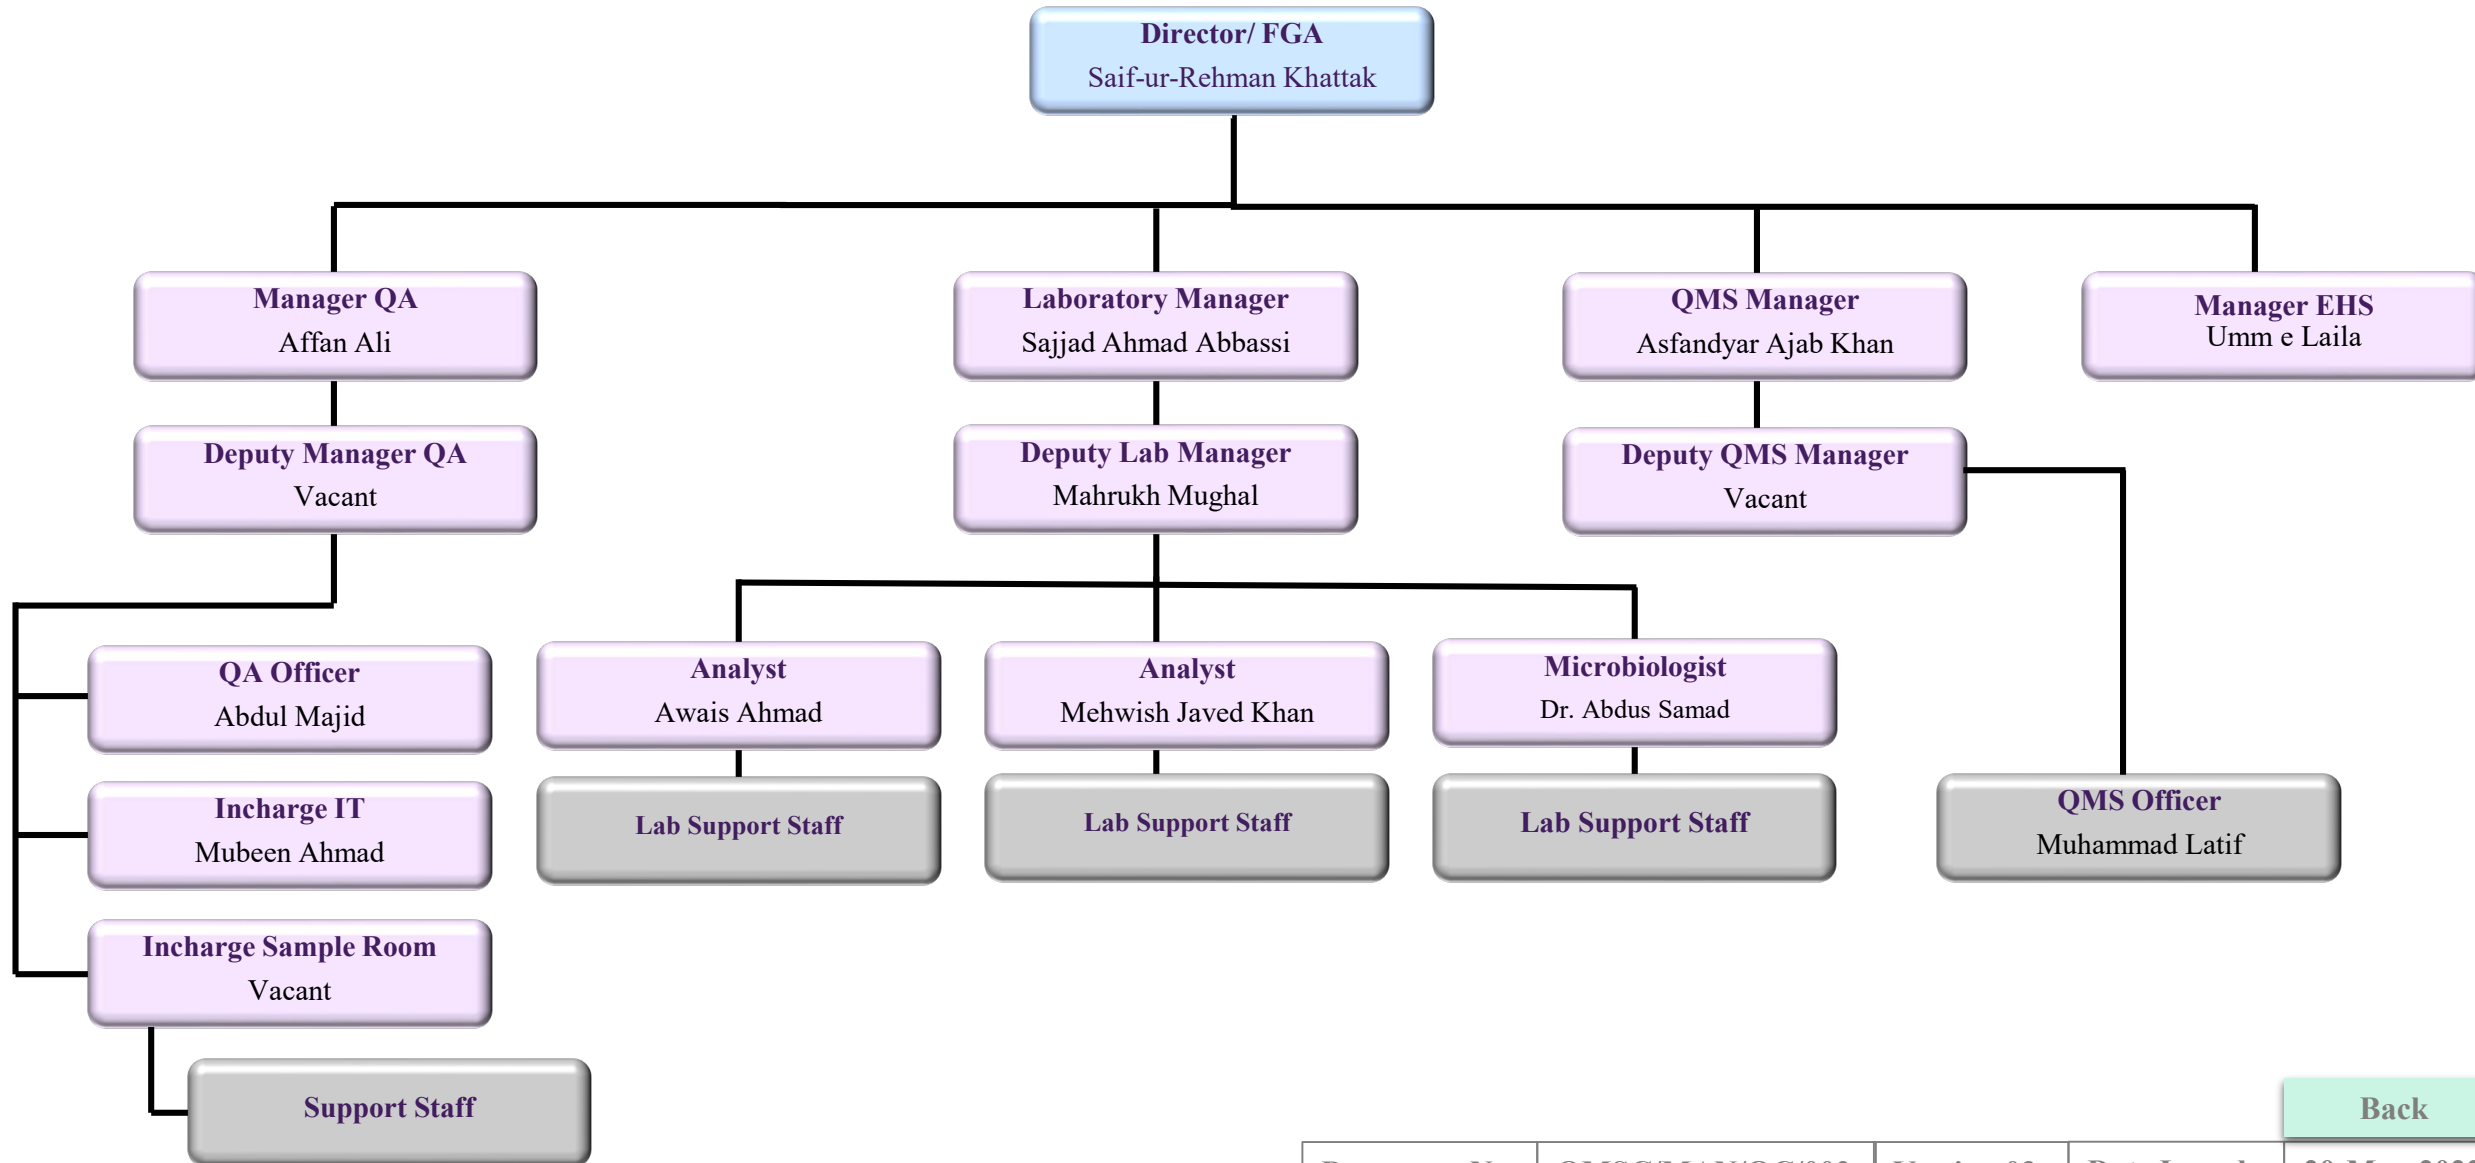 Director/ FGA
Saif-ur-Rehman Khattak
Manager QA
Affan Ali
Laboratory Manager
Sajjad Ahmad Abbassi
QMS Manager
Asfandyar Ajab Khan
Manager EHS
Umm e Laila
Deputy Manager QA
Vacant
Deputy Lab Manager
Mahrukh Mughal
Deputy QMS Manager
Vacant
QA Officer
Abdul Majid
Analyst
Awais Ahmad
Analyst
Mehwish Javed Khan
Microbiologist
Dr. Abdus Samad
Incharge IT
Mubeen Ahmad
Lab Support Staff
Lab Support Staff
Lab Support Staff
QMS Officer
Muhammad Latif
Incharge Sample Room
Vacant
Support Staff
Back